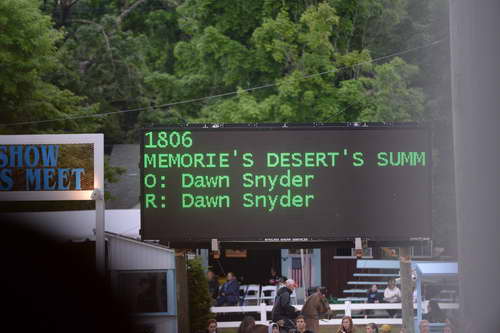 1806
MEMORIE'S DESERT'S SUMM
O: Dawn Snyder
R: Dawn Snyder
SHOW
S MEET